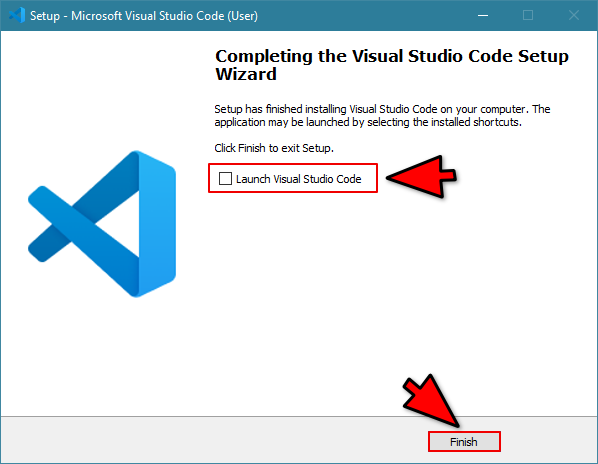 Setup - Microsoft Visual Studio Code (User)
Completing the Visual Studio Code Setup
Wizard
Setup has finished installing Visual Studio Code on your computer. The
application may be launched by selecting the installed shortcuts.
Click Finish to exit Setup.
Launch Visual Studio Code
Finish